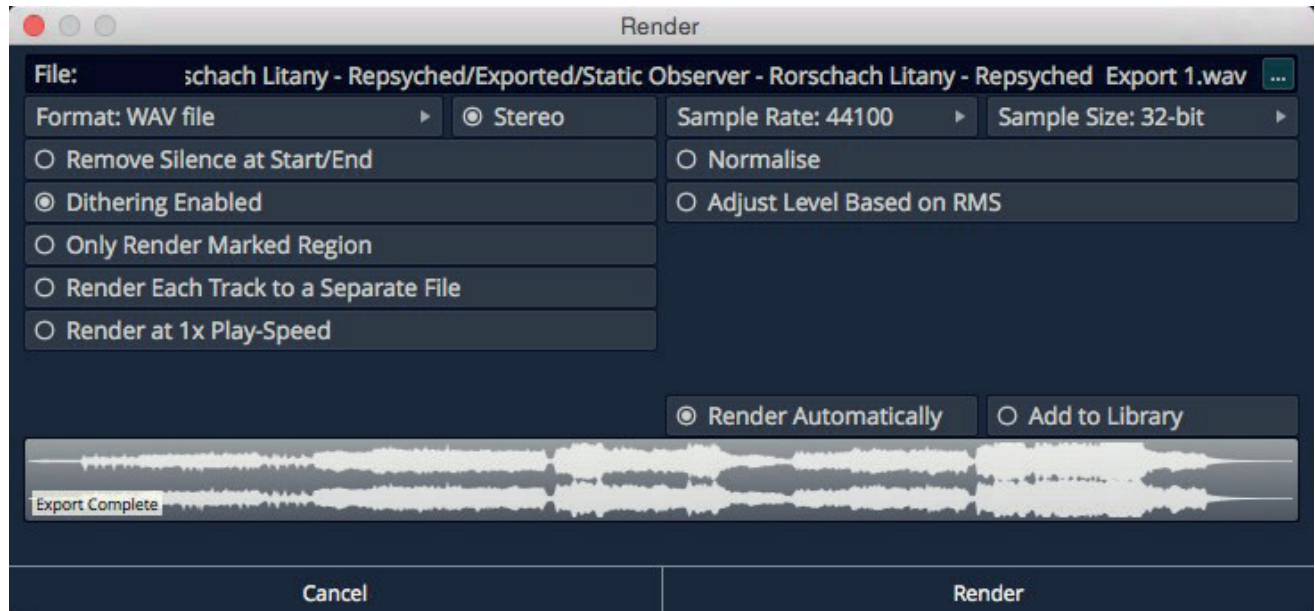 Render
File: schach Litany - Repsyched/Exported/Static Observer - Rorschach Litany - Repsyched Export 1.wav ...
Format: WAV file Stereo Sample Rate: 44100 Sample Size: 32-bit
Remove Silence at Start/End Normalise
Dithering Enabled Adjust Level Based on RMS
Only Render Marked Region
Render Each Track to a Separate File
Render at 1x Play-Speed
Render Automatically Add to Library
Export Complete
Cancel Render